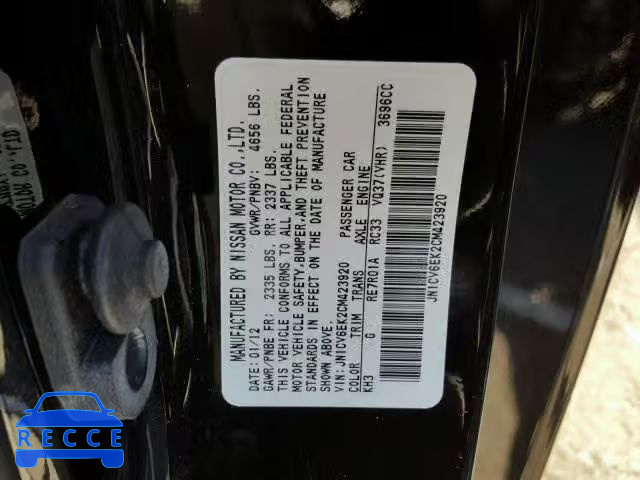 MANUFACTURED BY NISSAN MOTOR CO.,LTD.
DATE: 01/12 GVWR/PNBV: 4656 LBS.
GAWR/PNBE FR: 2335 LBS. RR: 2337 LBS.
THIS VEHICLE CONFORMS TO ALL APPLICABLE FEDERAL
MOTOR VEHICLE SAFETY,BUMPER,AND THEFT PREVENTION
STANDARDS IN EFFECT ON THE DATE OF MANUFACTURE
SHOWN ABOVE.
VIN:JN1CV6EK2CM423920 PASSENGER CAR
COLOR TRIM TRANS AXLE ENGINE
KH3 G RE7R01A RC33 VQ37(VHR) 3696CC
JN1CV6EK2CM423920
RECCE